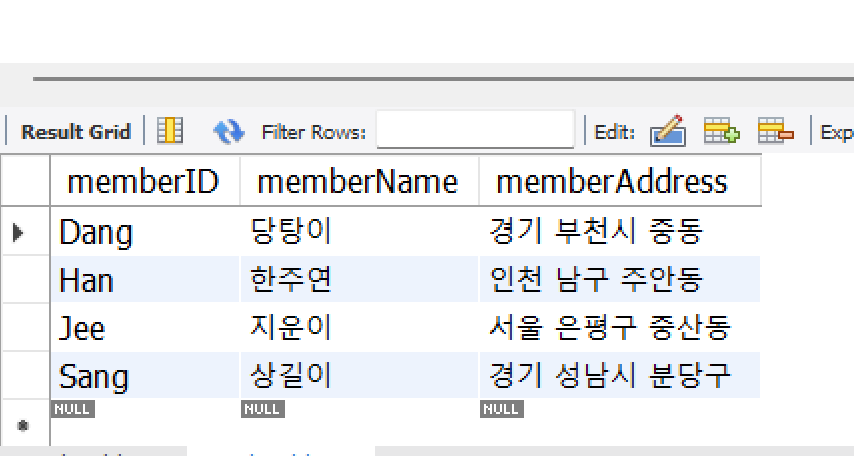 Result Grid Filter Rows: Edit:
memberID memberName memberAddress
Dang 당탕이 경기 부천시 중동
Han 한주연 인천 남구 주안동
Jee 지운이 서울 은평구 증산동
Sang 상길이 경기 성남시 분당구
NULL NULL NULL